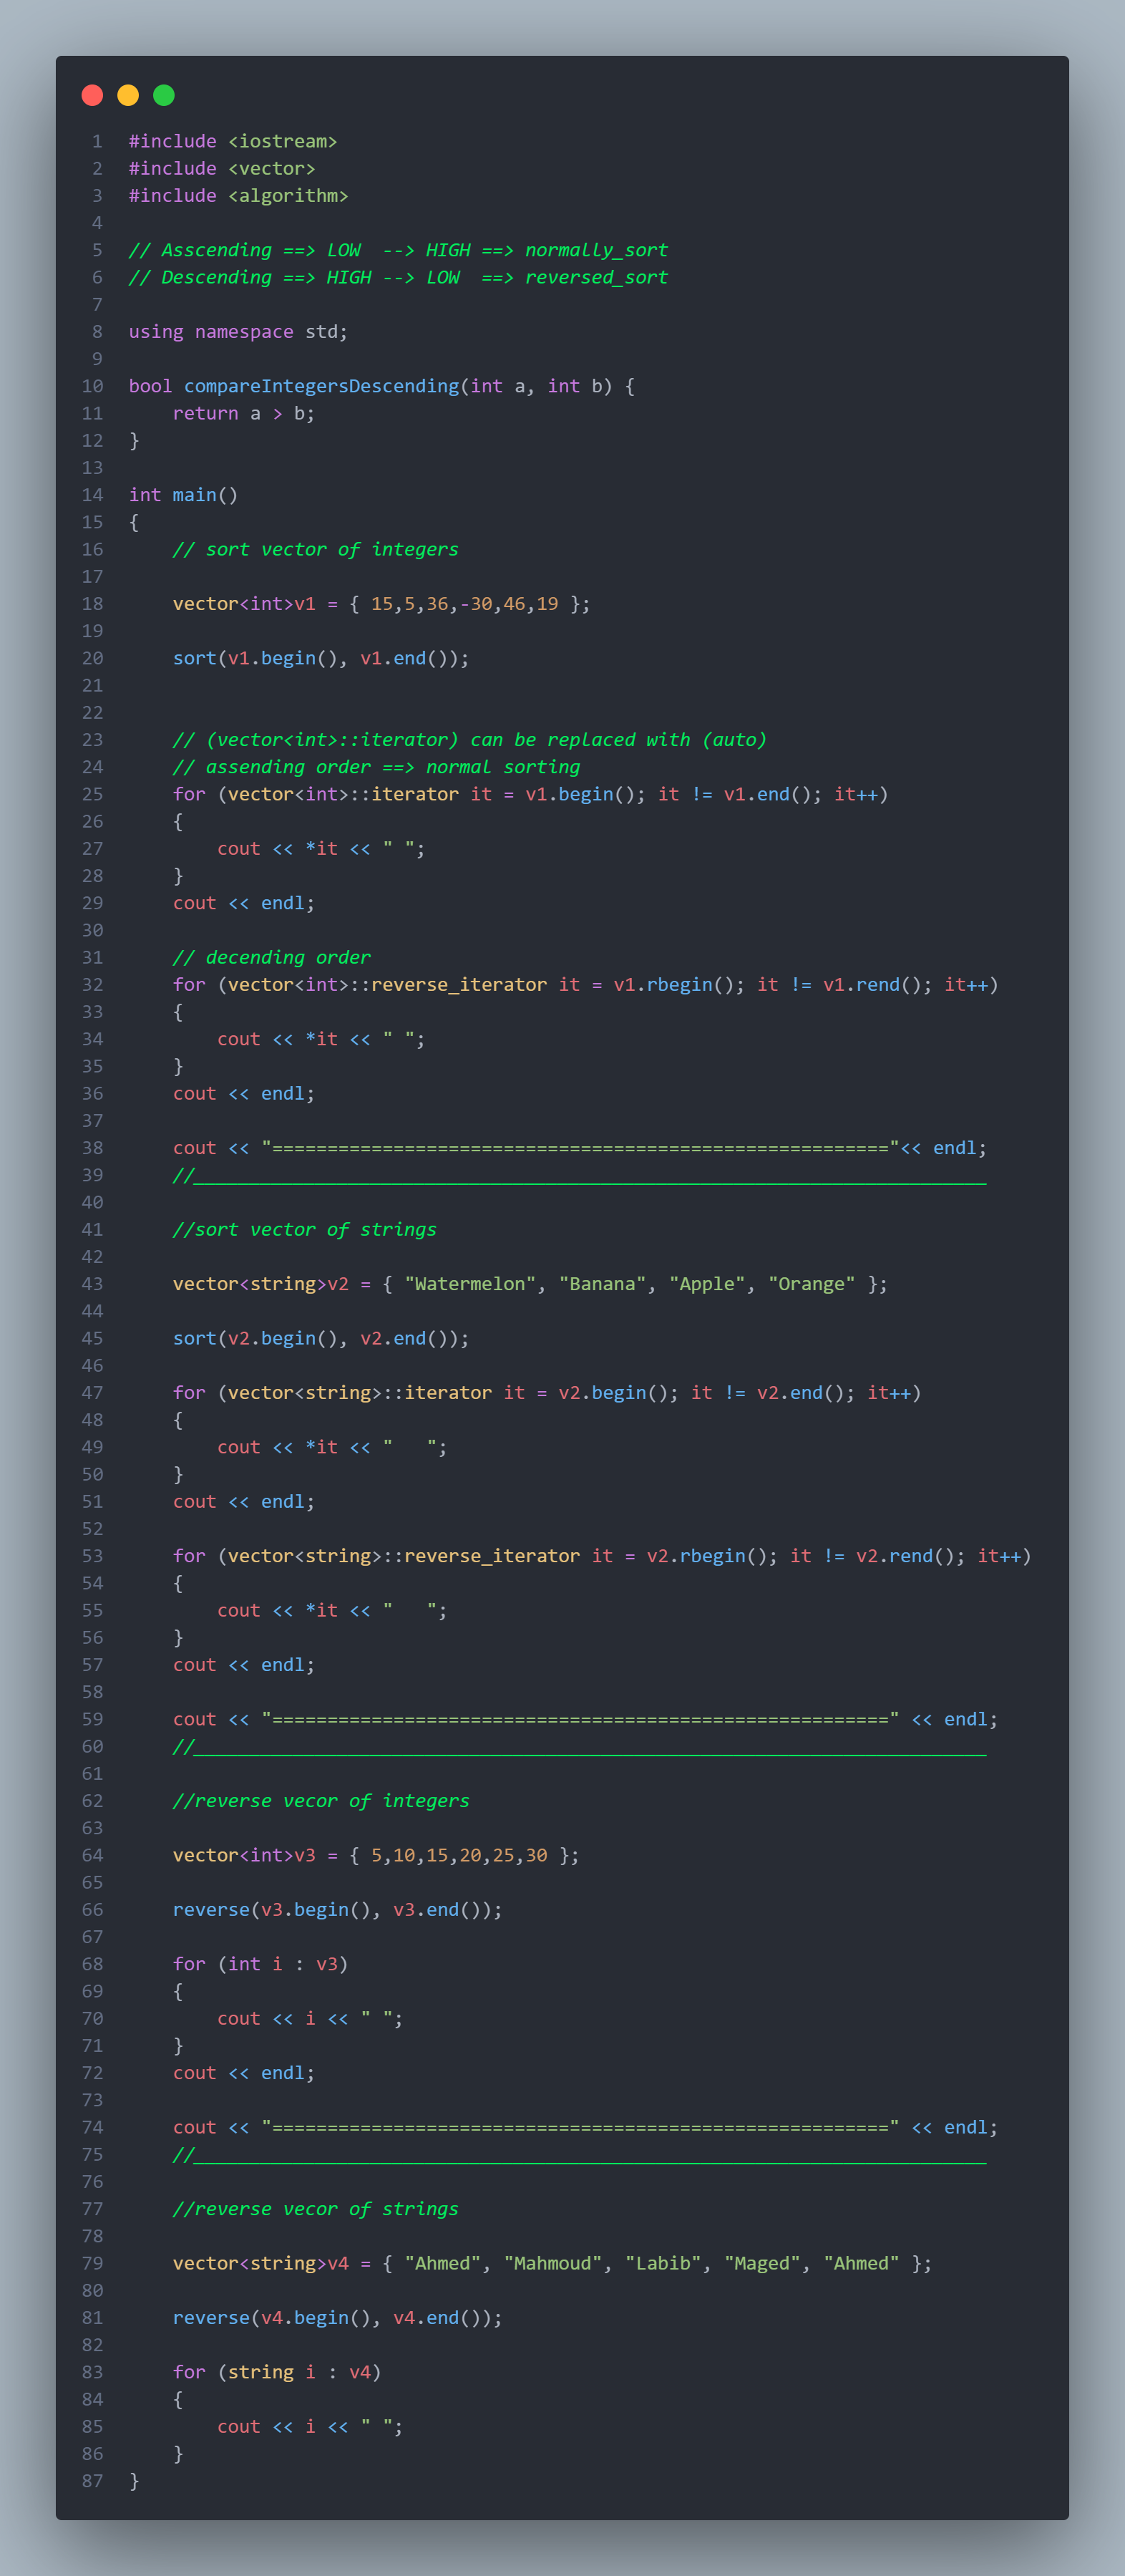 1 #include <iostream>
2 #include <vector>
3 #include <algorithm>
4
5 // Asscending ==> LOW  --> HIGH ==> normally_sort
6 // Descending ==> HIGH --> LOW  ==> reversed_sort
7
8 using namespace std;
9
10 bool compareIntegersDescending(int a, int b) {
11     return a > b;
12 }
13
14 int main()
15 {
16     // sort vector of integers
17
18     vector<int>v1 = { 15,5,36,-30,46,19 };
19
20     sort(v1.begin(), v1.end());
21
22
23     // (vector<int>::iterator) can be replaced with (auto)
24     // assending order ==> normal sorting
25     for (vector<int>::iterator it = v1.begin(); it != v1.end(); it++)
26     {
27         cout << *it << " ";
28     }
29     cout << endl;
30
31     // decending order
32     for (vector<int>::reverse_iterator it = v1.rbegin(); it != v1.rend(); it++)
33     {
34         cout << *it << " ";
35     }
36     cout << endl;
37
38     cout << "========================================================"<< endl;
39     //________________________________________________________________________
40
41     //sort vector of strings
42
43     vector<string>v2 = { "Watermelon", "Banana", "Apple", "Orange" };
44
45     sort(v2.begin(), v2.end());
46
47     for (vector<string>::iterator it = v2.begin(); it != v2.end(); it++)
48     {
49         cout << *it << "   ";
50     }
51     cout << endl;
52
53     for (vector<string>::reverse_iterator it = v2.rbegin(); it != v2.rend(); it++)
54     {
55         cout << *it << "   ";
56     }
57     cout << endl;
58
59     cout << "========================================================" << endl;
60     //________________________________________________________________________
61
62     //reverse vecor of integers
63
64     vector<int>v3 = { 5,10,15,20,25,30 };
65
66     reverse(v3.begin(), v3.end());
67
68     for (int i : v3)
69     {
70         cout << i << " ";
71     }
72     cout << endl;
73
74     cout << "========================================================" << endl;
75     //________________________________________________________________________
76
77     //reverse vecor of strings
78
79     vector<string>v4 = { "Ahmed", "Mahmoud", "Labib", "Maged", "Ahmed" };
80
81     reverse(v4.begin(), v4.end());
82
83     for (string i : v4)
84     {
85         cout << i << " ";
86     }
87 }